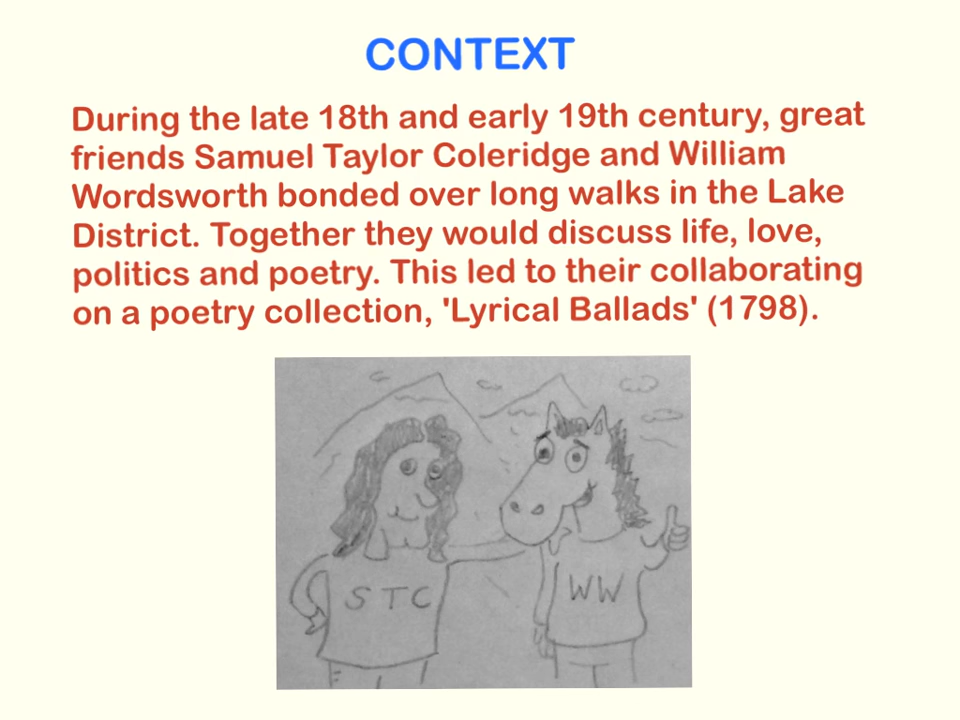 CONTEXT
During the late 18th and early 19th century, great
friends Samuel Taylor Coleridge and William
Wordsworth bonded over long walks in the Lake
District. Together they would discuss life, love,
politics and poetry. This led to their collaborating
on a poetry collection, 'Lyrical Ballads' (1798).
STC
WW